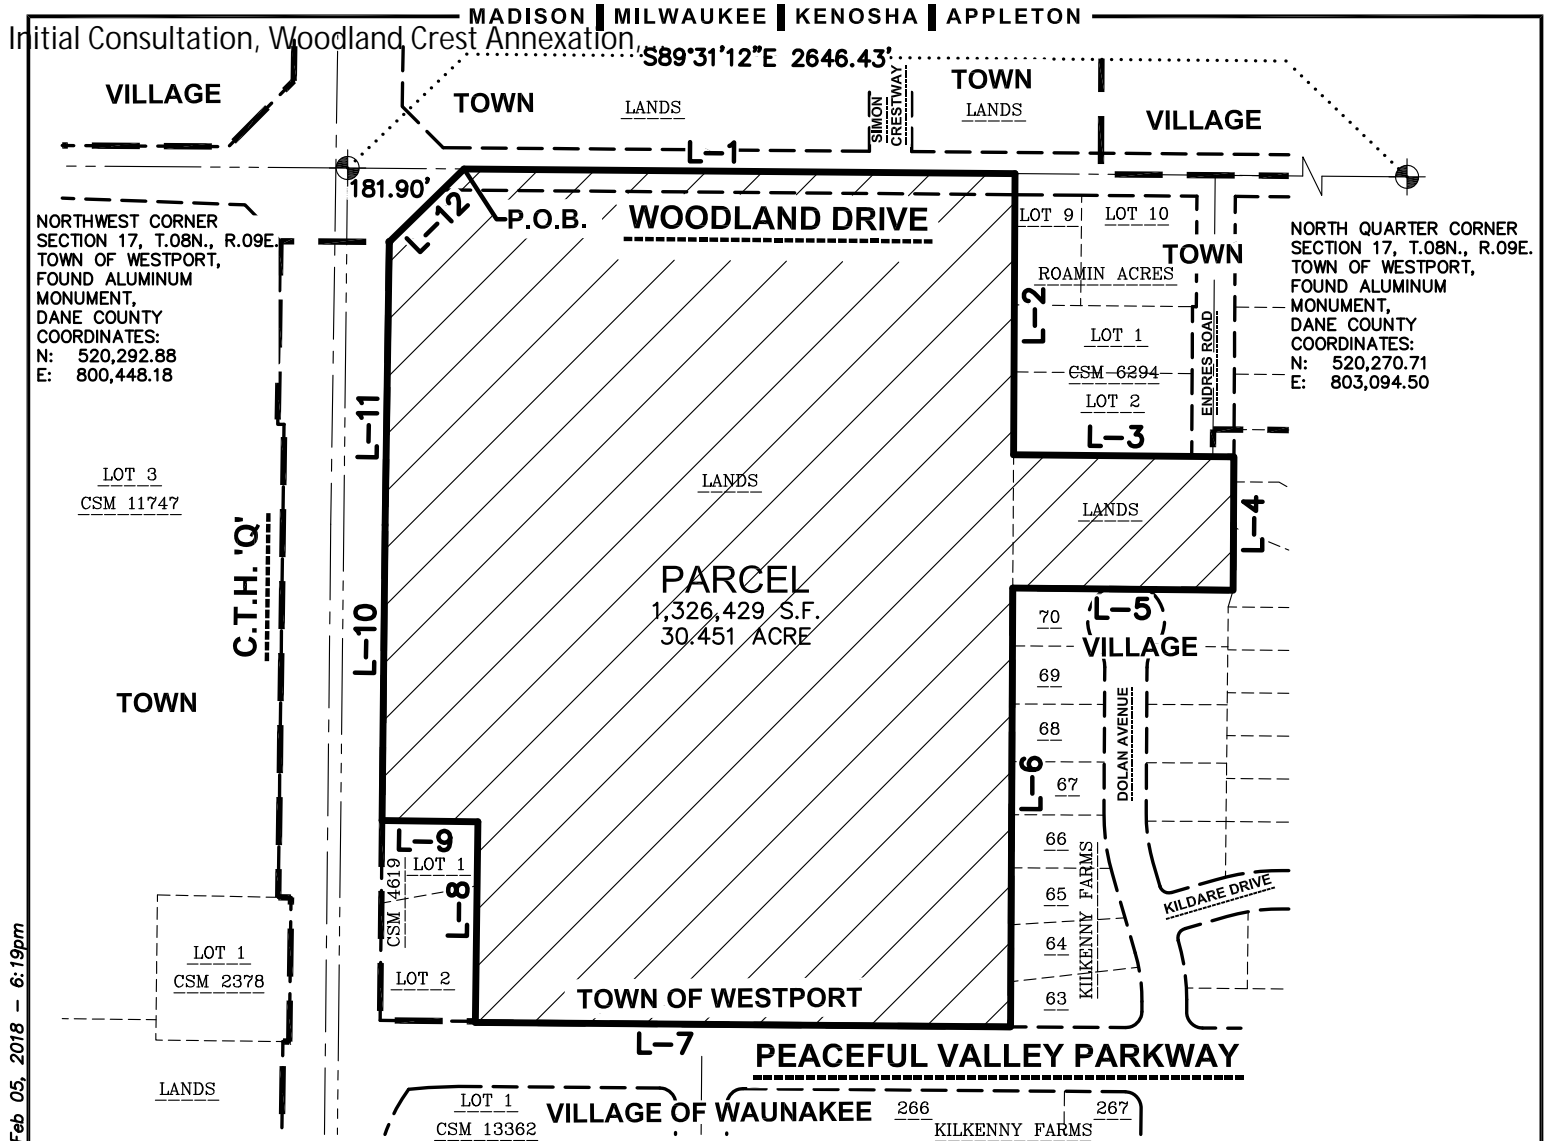 MADISON | MILWAUKEE | KENOSHA | APPLETON
Initial Consultation, Woodland Crest Annexation,
S89°31'12"E 2646.43'
VILLAGE
TOWN
LANDS
SIMON
CRESTWAY
TOWN
LANDS
VILLAGE
L-1
181.90'
L-12
P.O.B.
WOODLAND DRIVE
LOT 9
LOT 10
TOWN
NORTHWEST CORNER
SECTION 17, T.08N., R.09E.
TOWN OF WESTPORT,
FOUND ALUMINUM
MONUMENT,
DANE COUNTY
COORDINATES:
N: 520,292.88
E: 800,448.18
NORTH QUARTER CORNER
SECTION 17, T.08N., R.09E.
TOWN OF WESTPORT,
FOUND ALUMINUM
MONUMENT,
DANE COUNTY
COORDINATES:
N: 520,270.71
E: 803,094.50
ROAMIN ACRES
L-2
LOT 1
CSM 6294
LOT 2
ENDRES ROAD
L-3
L-11
LOT 3
CSM 11747
C.T.H. 'Q'
LANDS
LANDS
L-4
PARCEL
1,326,429 S.F.
30.451 ACRE
L-10
L-5
70
VILLAGE
69
68
67
DOLAN AVENUE
L-6
TOWN
L-9
LOT 1
CSM 4619
L-8
LOT 2
66
65
64
63
KILKENNY FARMS
KILDARE DRIVE
LOT 1
CSM 2378
TOWN OF WESTPORT
L-7
PEACEFUL VALLEY PARKWAY
LANDS
LOT 1
CSM 13362
VILLAGE OF WAUNAKEE
266
267
KILKENNY FARMS
Feb 05, 2018 - 6:19pm